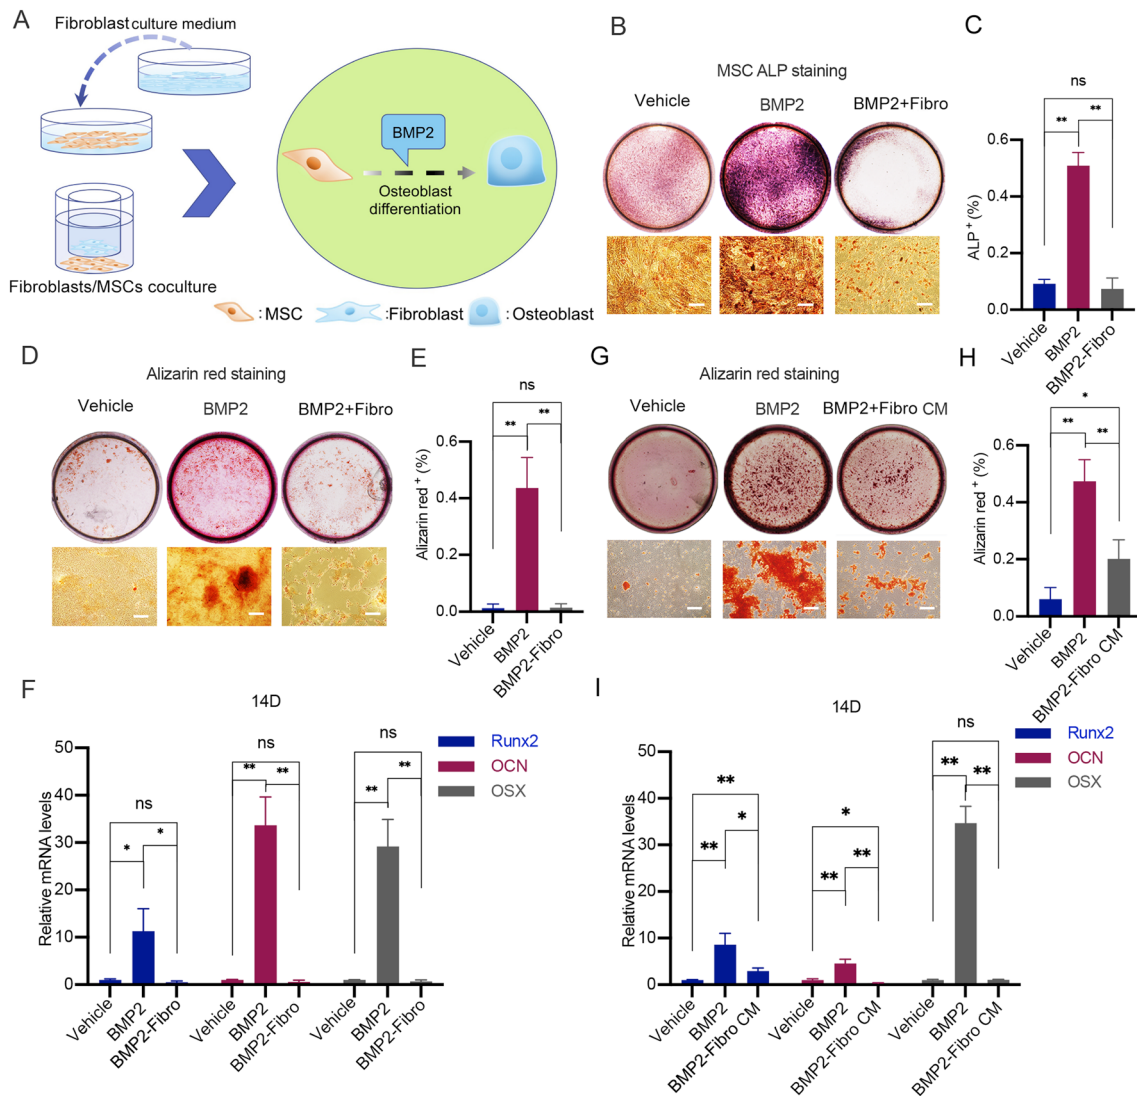 A
Fibroblast culture medium
BMP2
Osteoblast
differentiation
Fibroblasts/MSCs coculture
: MSC
:Fibroblast
: Osteoblast
B
MSC ALP staining
Vehicle
BMP2
BMP2+Fibro
C
ns
**
**
ALP + (%)
0.6
0.4
0.2
0.0
Vehicle
BMP2
BMP2-Fibro
D
Alizarin red staining
Vehicle
BMP2
BMP2+Fibro
E
ns
**
**
Alizarin red + (%)
0.6
0.4
0.2
0.0
Vehicle
BMP2
BMP2-Fibro
G
Alizarin red staining
Vehicle
BMP2
BMP2+Fibro CM
H
*
**
**
Alizarin red + (%)
0.6
0.4
0.2
0.0
Vehicle
BMP2
BMP2-Fibro CM
F
14D
Runx2
OCN
OSX
Relative mRNA levels
50
40
30
20
10
0
ns
*
*
ns
**
**
ns
**
**
Vehicle
BMP2
BMP2-Fibro
Vehicle
BMP2
BMP2-Fibro
Vehicle
BMP2
BMP2-Fibro
I
14D
Runx2
OCN
OSX
Relative mRNA levels
50
40
30
20
10
0
**
**
*
*
**
**
ns
**
**
Vehicle
BMP2
BMP2-Fibro CM
Vehicle
BMP2
BMP2-Fibro CM
Vehicle
BMP2
BMP2-Fibro CM